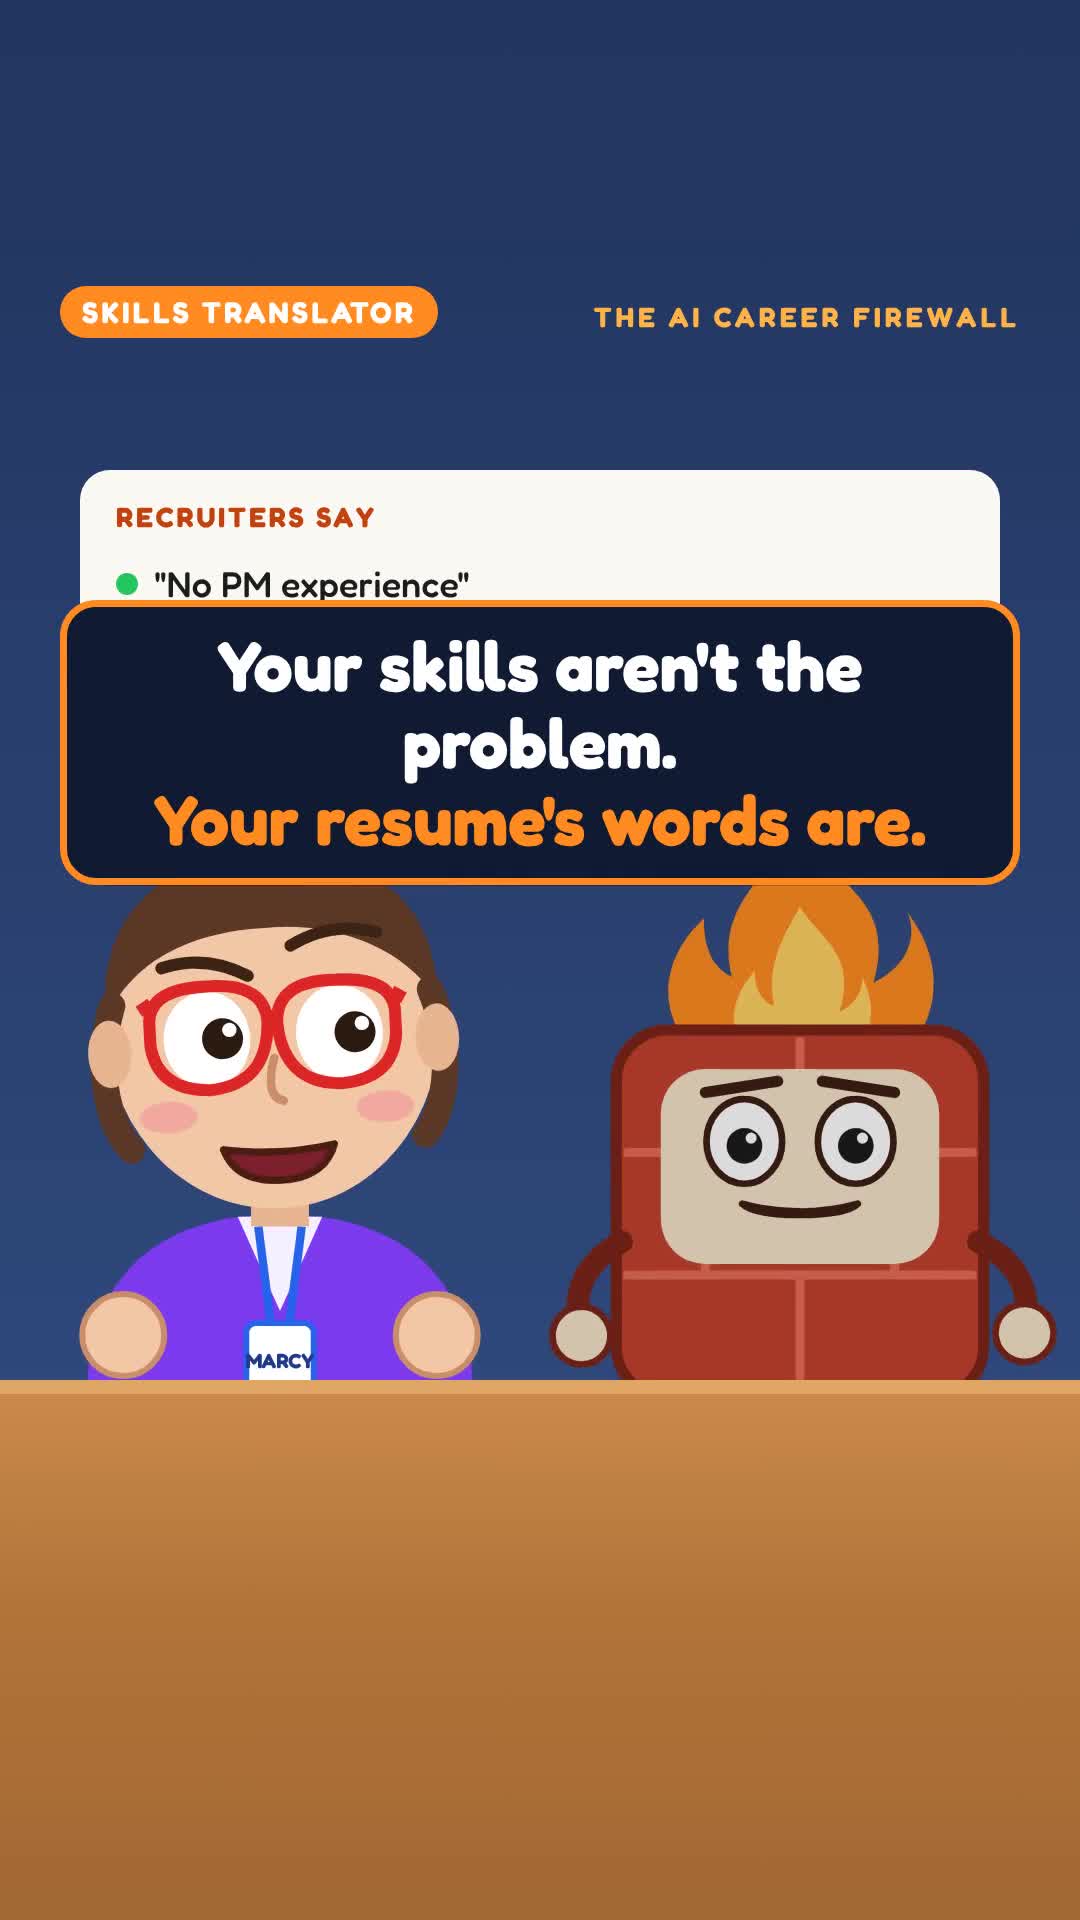 SKILLS TRANSLATOR
THE AI CAREER FIREWALL
RECRUITERS SAY
"No PM experience"
Your skills aren't the
problem.
Your resume's words are.
MARCY